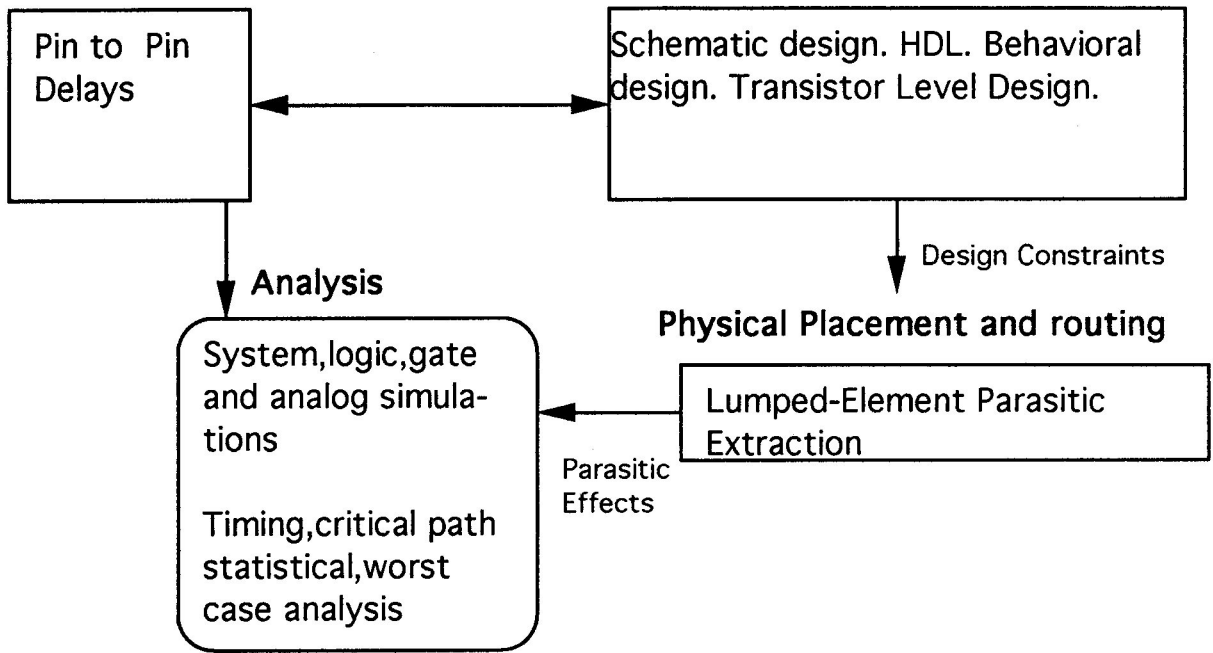 Pin to Pin
Delays
Schematic design. HDL. Behavioral
design. Transistor Level Design.
Design Constraints
Analysis
Physical Placement and routing
System,logic,gate
and analog simula-
tions
Timing,critical path
statistical,worst
case analysis
Lumped-Element Parasitic
Extraction
Parasitic
Effects